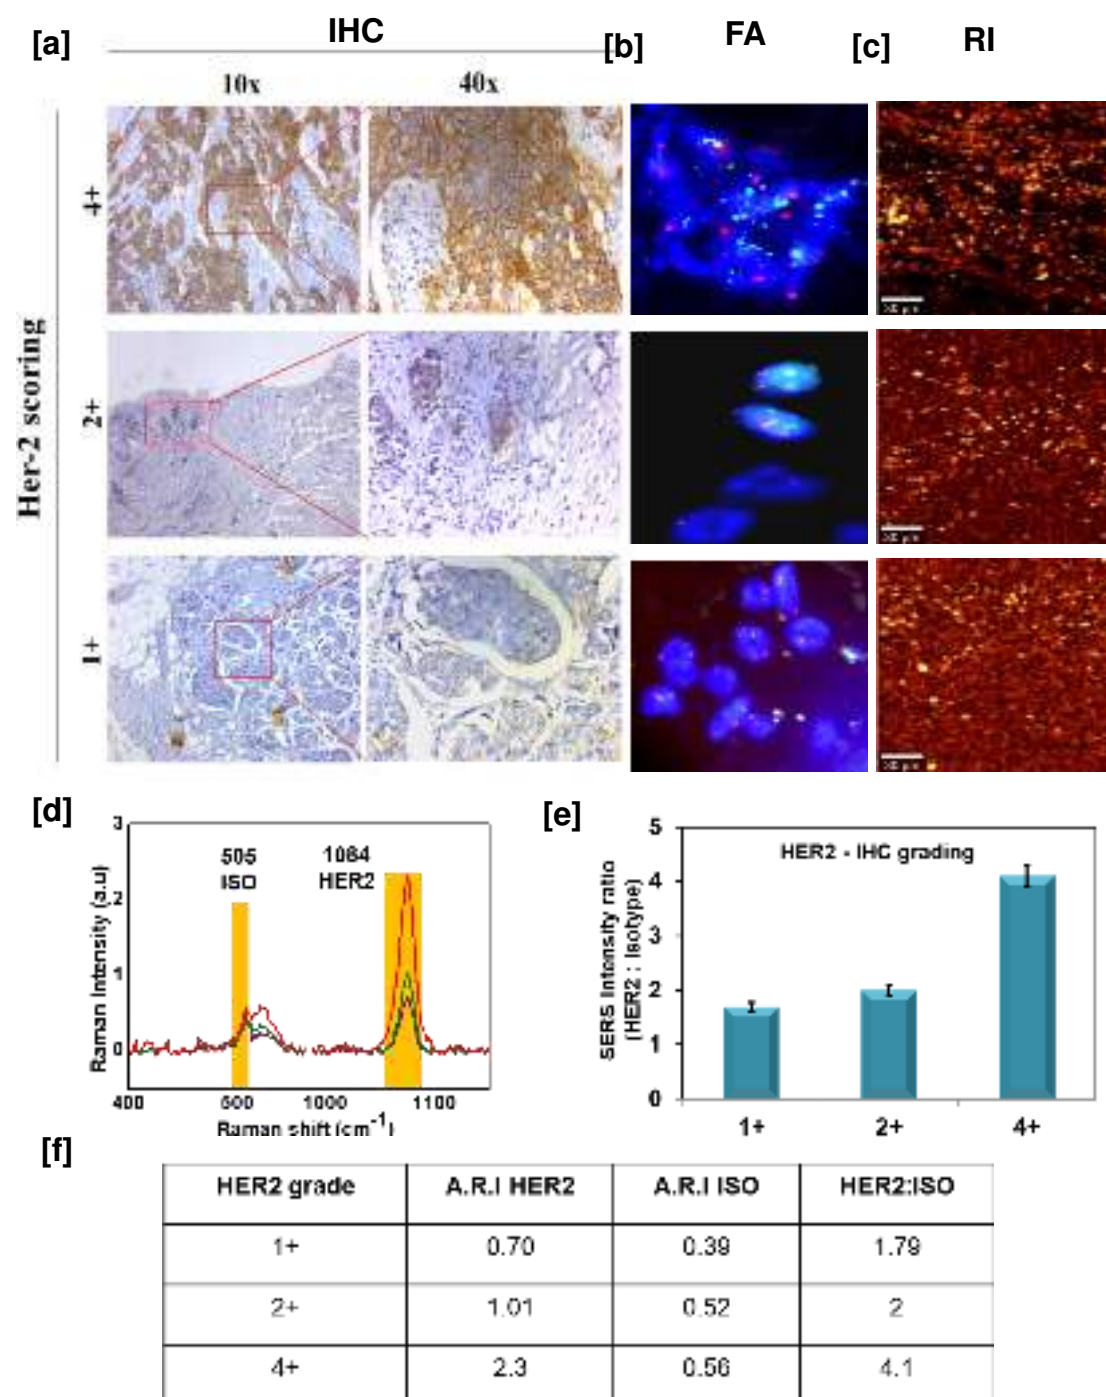 [a] IHC [b] FA [c] RI
10x 40x
Her-2 scoring
4+
2+
1+
[d]
3
2
1
0
505
ISO
1084
HER2
Raman Intensity (a.u)
400 500 1000 1100
Raman shift (cm-1)
[e]
HER2 - IHC grading
5
4
3
2
1
0
SERS Intensity ratio
(HER2 : Isotype)
1+ 2+ 4+
[f]
HER2 grade A.R.I HER2 A.R.I ISO HER2:ISO
1+ 0.70 0.39 1.79
2+ 1.01 0.52 2
4+ 2.3 0.56 4.1